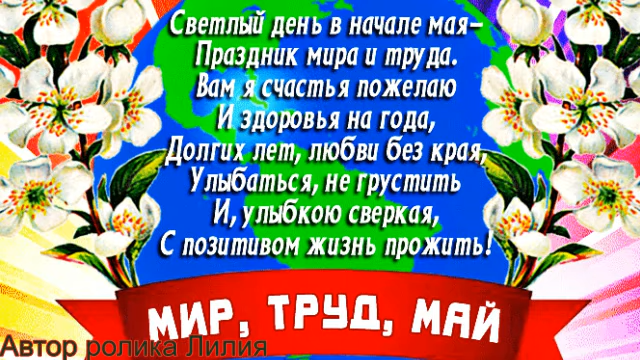 Светлый день в начале мая–
Праздник мира и труда.
Вам я счастья пожелаю
И здоровья на года,
Долгих лет, любви без края,
Улыбаться, не грустить
И, улыбкою сверкая,
С позитивом жизнь прожить!
МИР, ТРУД, МАЙ
Автор ролика Лилия